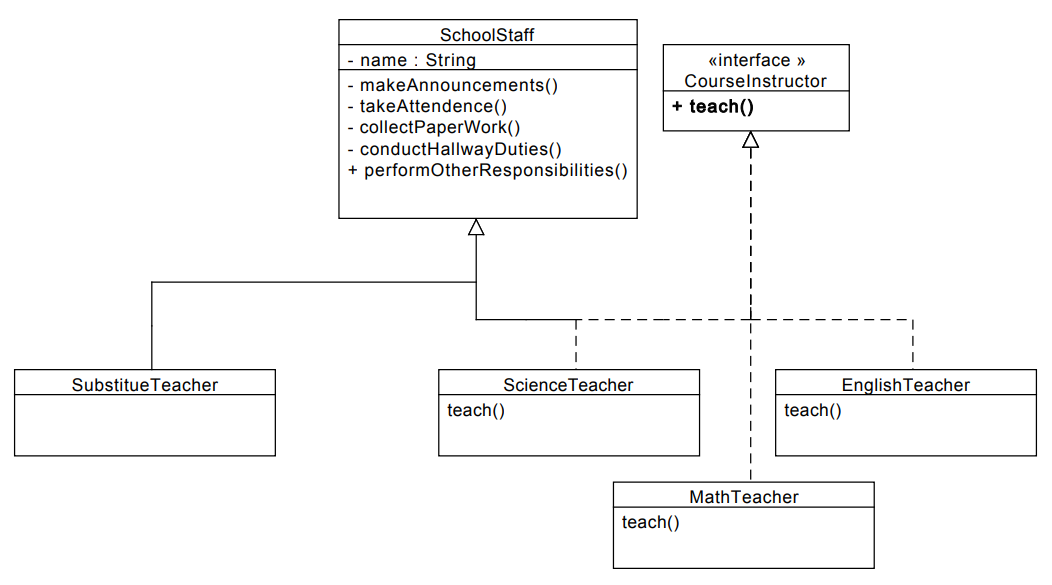 SchoolStaff
- name : String
- makeAnnouncements()
- takeAttendence()
- collectPaperWork()
- conductHallwayDuties()
+ performOtherResponsibilities()
«interface »
CourseInstructor
+ teach()
SubstitueTeacher
ScienceTeacher
teach()
EnglishTeacher
teach()
MathTeacher
teach()